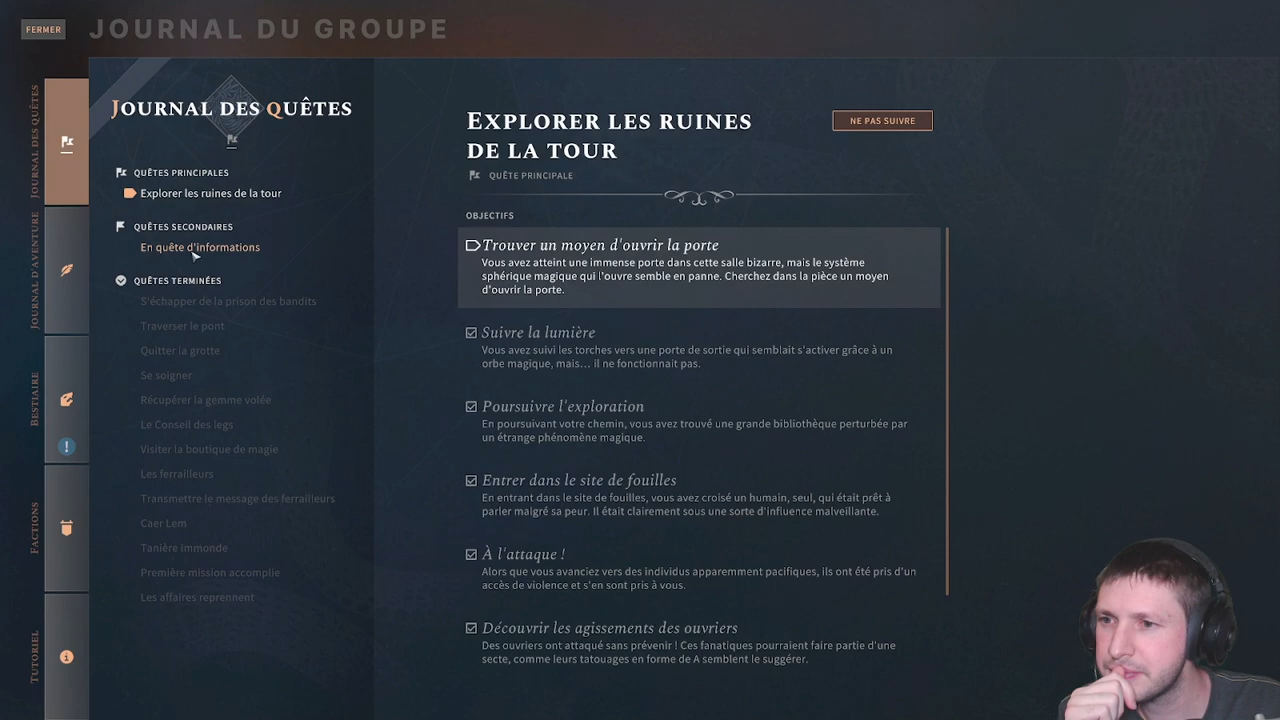 FERMER
JOURNAL DU GROUPE
JOURNAL DES QUÊTES
JOURNAL D'AVENTURE
BESTIAIRE
!
FACTIONS
TUTORIEL
JOURNAL DES QUÊTES
QUÊTES PRINCIPALES
Explorer les ruines de la tour
QUÊTES SECONDAIRES
En quête d'informations
QUÊTES TERMINÉES
S'échapper de la prison des bandits
Traverser le pont
Quitter la grotte
Se soigner
Récupérer la gemme volée
Le Conseil des legs
Visiter la boutique de magie
Les ferrailleurs
Transmettre le message des ferrailleurs
Caer Lem
Tanière immonde
Première mission accomplie
Les affaires reprennent
EXPLORER LES RUINES
DE LA TOUR
NE PAS SUIVRE
QUÊTE PRINCIPALE
OBJECTIFS
Trouver un moyen d'ouvrir la porte
Vous avez atteint une immense porte dans cette salle bizarre, mais le système
sphérique magique qui l'ouvre semble en panne. Cherchez dans la pièce un moyen
d'ouvrir la porte.
Suivre la lumière
Vous avez suivi les torches vers une porte de sortie qui semblait s'activer grâce à un
orbe magique, mais... il ne fonctionnait pas.
Poursuivre l'exploration
En poursuivant votre chemin, vous avez trouvé une grande bibliothèque perturbée par
un étrange phénomène magique.
Entrer dans le site de fouilles
En entrant dans le site de fouilles, vous avez croisé un humain, seul, qui était prêt à
parler malgré sa peur. Il était clairement sous une sorte d'influence malveillante.
À l'attaque !
Alors que vous avanciez vers des individus apparemment pacifiques, ils ont été pris d'un
accès de violence et s'en sont pris à vous.
Découvrir les agissements des ouvriers
Des ouvriers ont attaqué sans prévenir ! Ces fanatiques pourraient faire partie d'une
secte, comme leurs tatouages en forme de A semblent le suggérer.